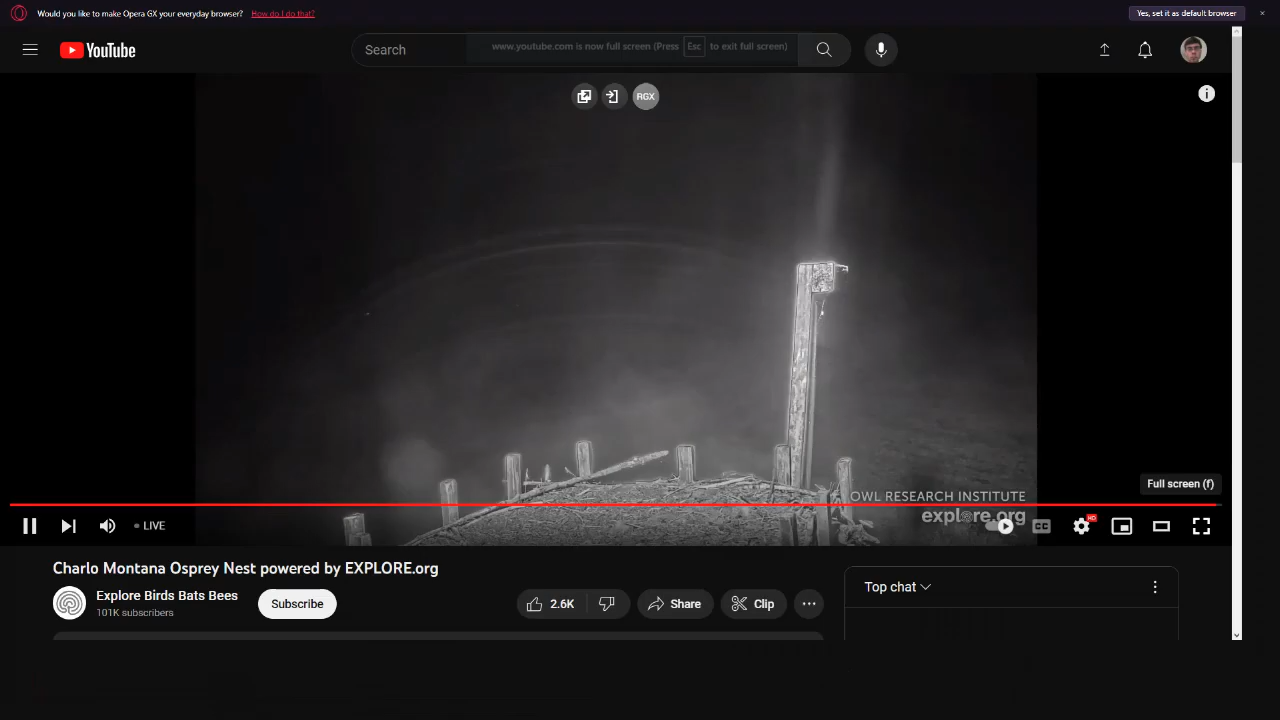 Would you like to make Opera GX your everyday browser? How do I do that? Yes, set it as default browser
YouTube
Search
www.youtube.com is now full screen (Press Esc to exit full screen)
RGX
OWL RESEARCH INSTITUTE
explore.org
Full screen (f)
LIVE
CC
HD
Charlo Montana Osprey Nest powered by EXPLORE.org
Explore Birds Bats Bees
101K subscribers
Subscribe
2.6K
Share
Clip
Top chat